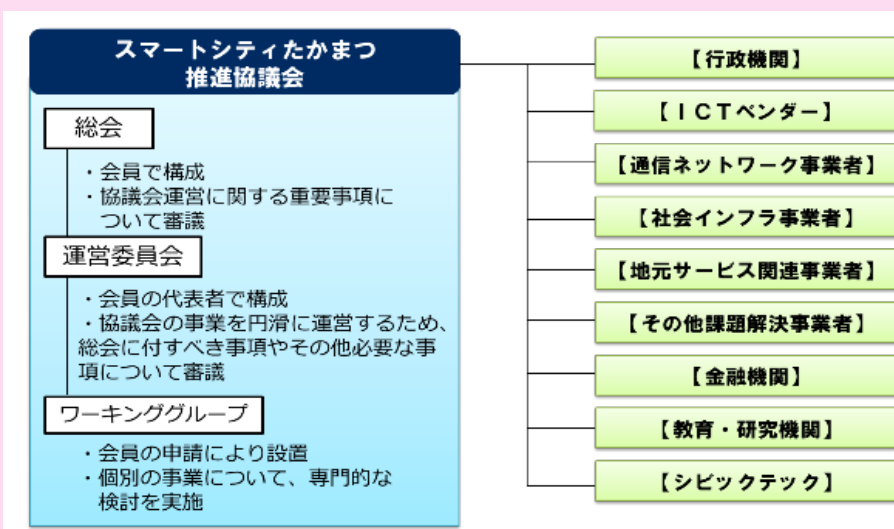 スマートシティたかまつ
推進協議会
総会
・会員で構成
・協議会運営に関する重要事項に
ついて審議
運営委員会
・会員の代表者で構成
・協議会の事業を円滑に運営するため、
総会に付すべき事項やその他必要な事
項について審議
ワーキンググループ
・会員の申請により設置
・個別の事業について、専門的な
検討を実施
【行政機関】
【ＩＣＴベンダー】
【通信ネットワーク事業者】
【社会インフラ事業者】
【地元サービス関連事業者】
【その他課題解決事業者】
【金融機関】
【教育・研究機関】
【シビックテック】